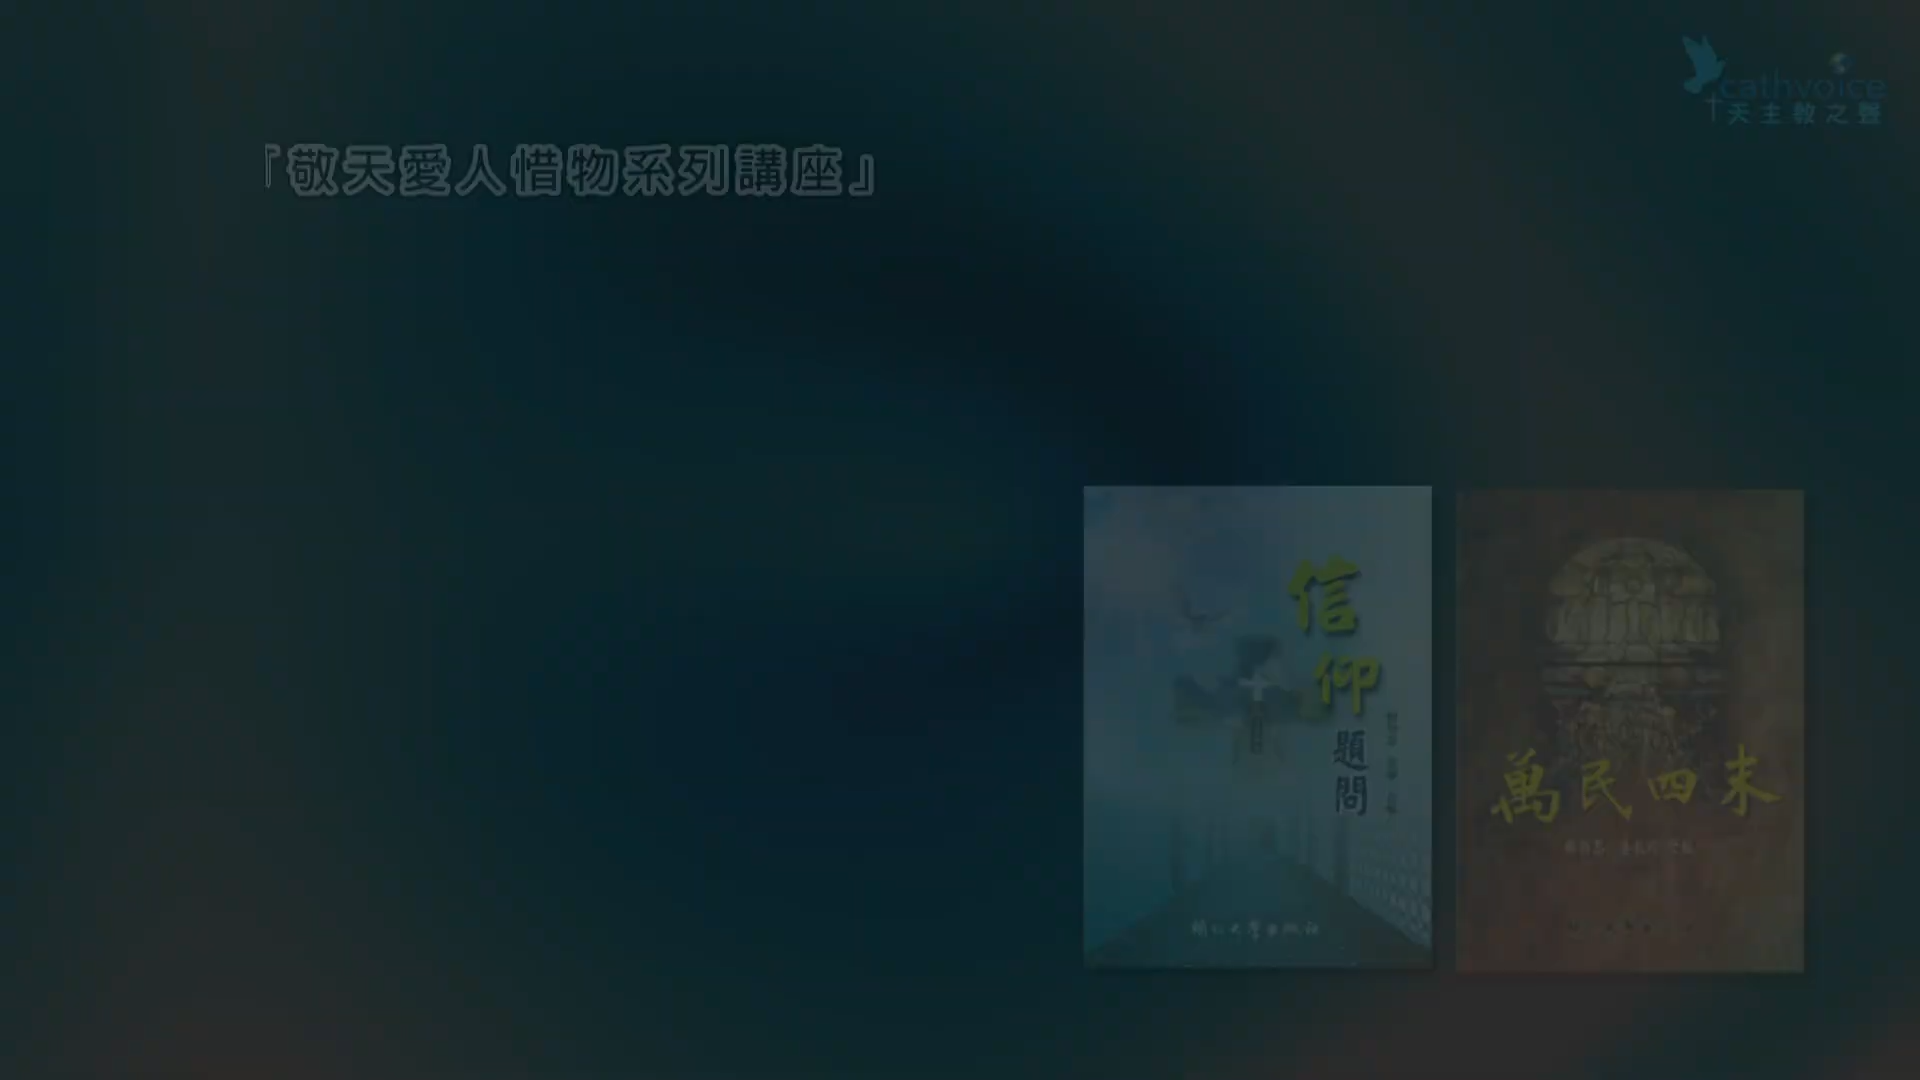 cathvoice
天主教之聲
「敬天愛人惜物系列講座」
信仰
題問
萬民四末